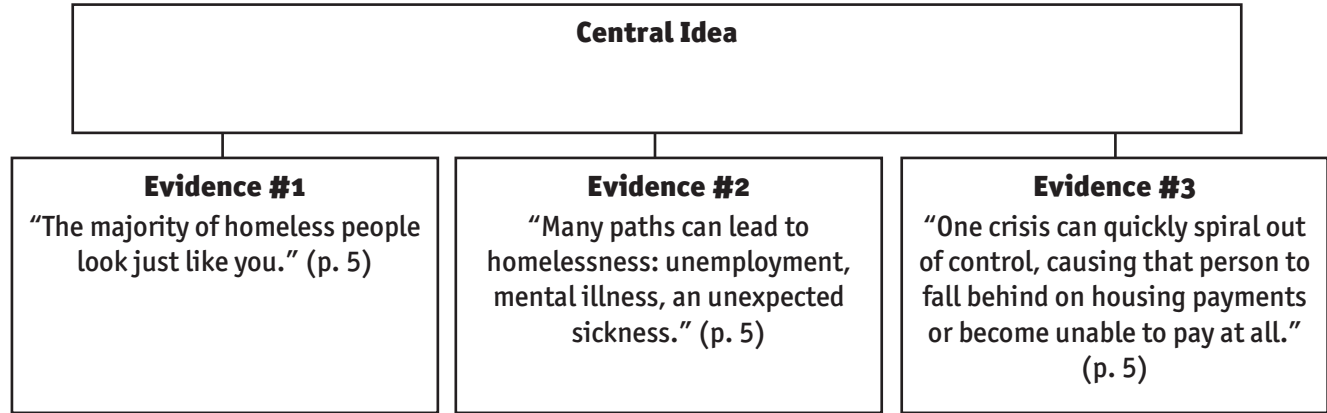 Central Idea
Evidence #1
“The majority of homeless people
look just like you.” (p. 5)
Evidence #2
“Many paths can lead to
homelessness: unemployment,
mental illness, an unexpected
sickness.” (p. 5)
Evidence #3
“One crisis can quickly spiral out
of control, causing that person to
fall behind on housing payments
or become unable to pay at all.”
(p. 5)